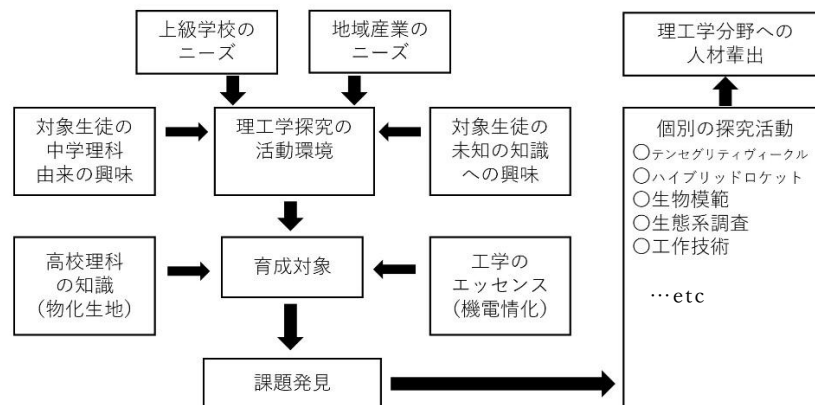 上級学校の
ニーズ
地域産業の
ニーズ
理工学分野への
人材輩出
対象生徒の
中学理科
由来の興味
理工学探究の
活動環境
対象生徒の
未知の知識
への興味
個別の探究活動
○テンセグリティヴィークル
○ハイブリッドロケット
○生物模範
○生態系調査
○工作技術
…etc
高校理科
の知識
(物化生地)
育成対象
工学の
エッセンス
(機電情化)
課題発見